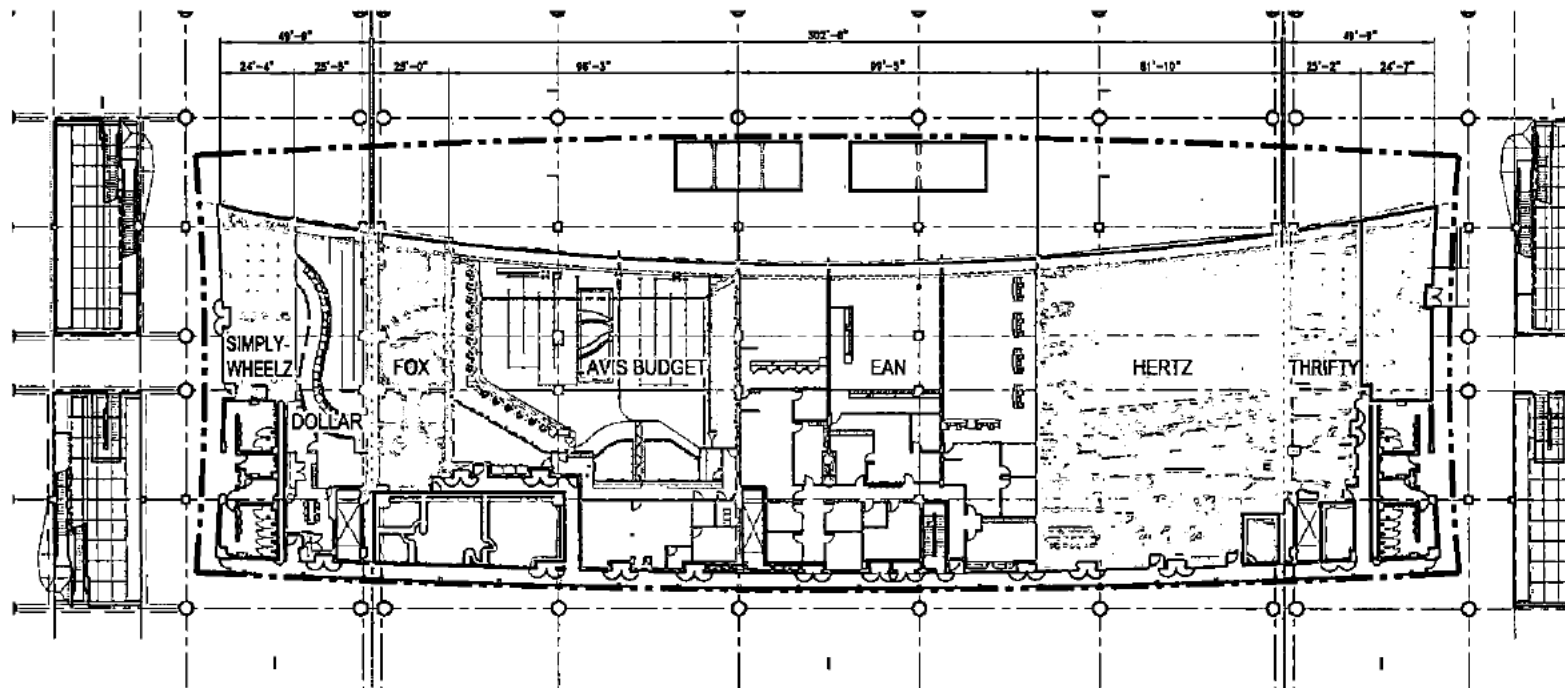 49'-9" 302'-6" 49'-9"
24'-4" 25'-5" 25'-0" 96'-3" 99'-5" 81'-10" 25'-2" 24'-7"
SIMPLY-
WHEELZ
FOX
AVIS BUDGET
EAN
HERTZ
THRIFTY
DOLLAR